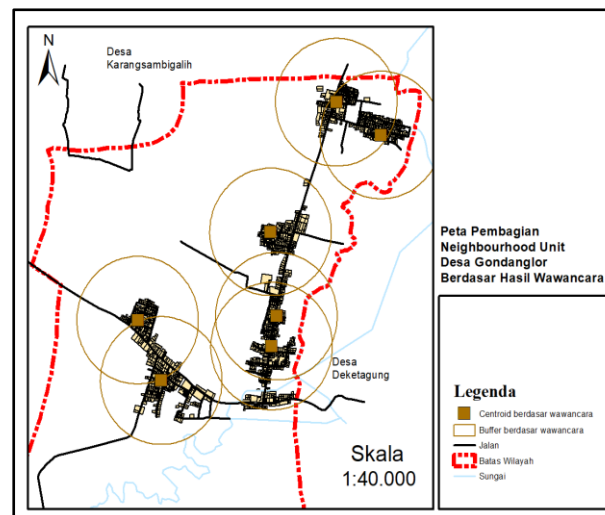 N
Desa
Karangsambigalih
Desa
Deketagung
Skala
1:40.000
Peta Pembagian
Neighbourhood Unit
Desa Gondanglor
Berdasar Hasil Wawancara
Legenda
Centroid berdasar wawancara
Buffer berdasar wawancara
Jalan
Batas Wilayah
Sungai